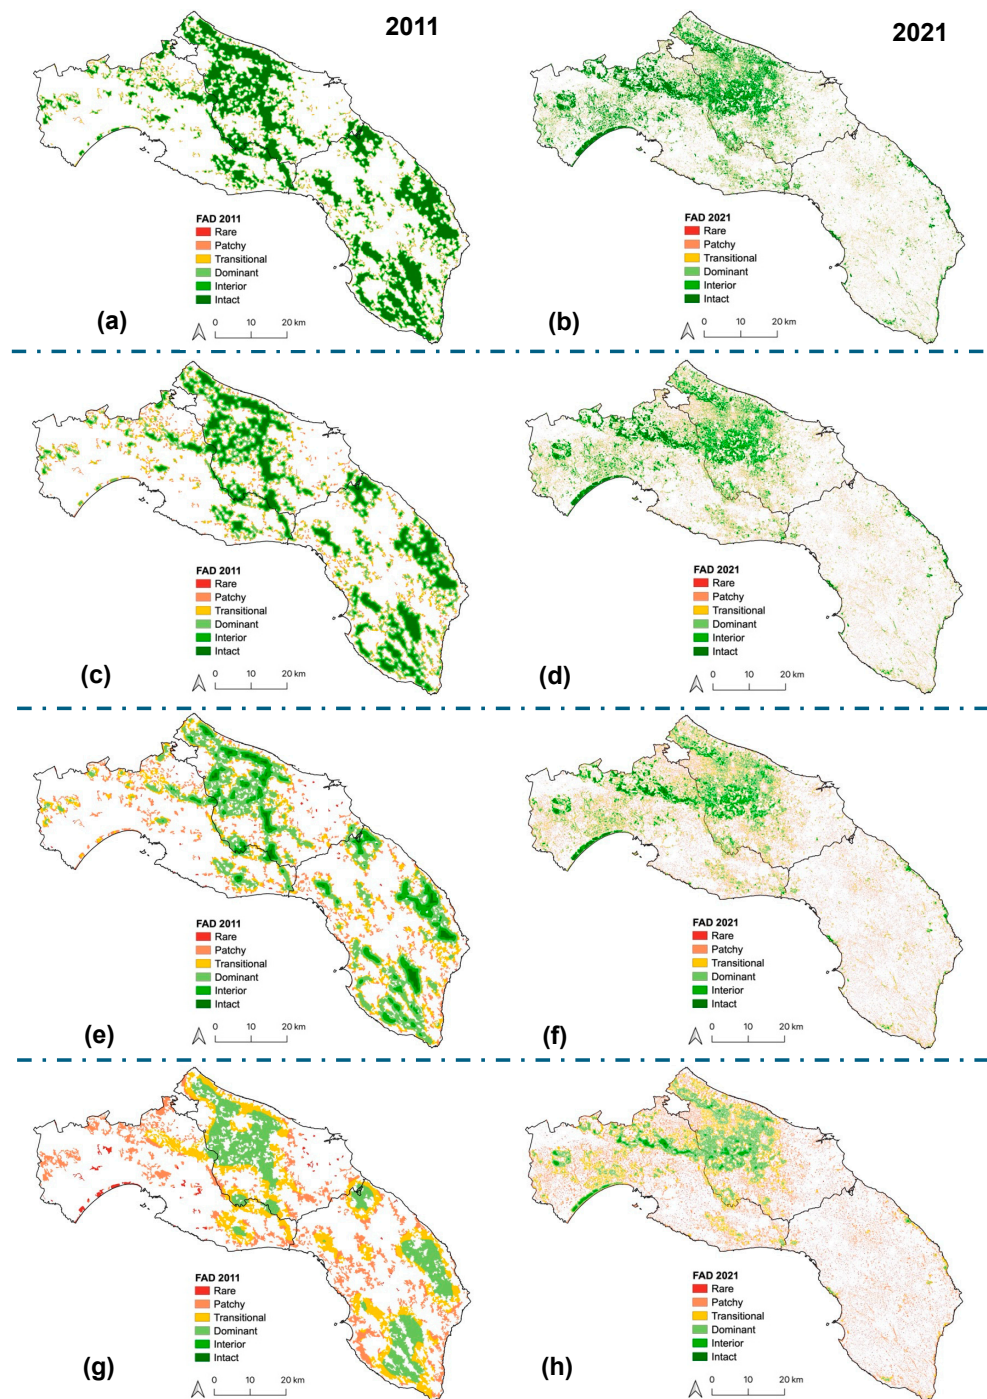 2011
2021
FAD 2011
Rare
Patchy
Transitional
Dominant
Interior
Intact
(a)
0 10 20 km
FAD 2021
Rare
Patchy
Transitional
Dominant
Interior
Intact
(b)
0 10 20 km
FAD 2011
Rare
Patchy
Transitional
Dominant
Interior
Intact
(c)
0 10 20 km
FAD 2021
Rare
Patchy
Transitional
Dominant
Interior
Intact
(d)
0 10 20 km
FAD 2011
Rare
Patchy
Transitional
Dominant
Interior
Intact
(e)
0 10 20 km
FAD 2021
Rare
Patchy
Transitional
Dominant
Interior
Intact
(f)
0 10 20 km
FAD 2011
Rare
Patchy
Transitional
Dominant
Interior
Intact
(g)
0 10 20 km
FAD 2021
Rare
Patchy
Transitional
Dominant
Interior
Intact
(h)
0 10 20 km